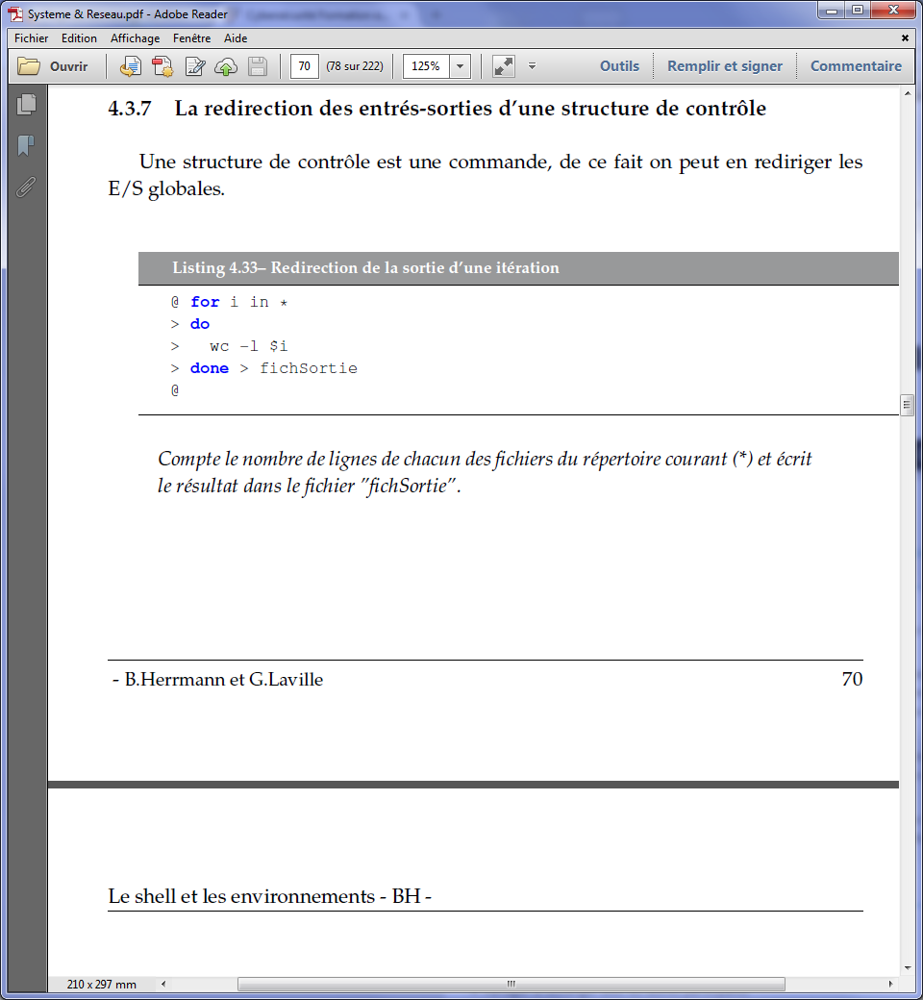 Systeme & Reseau.pdf - Adobe Reader
Fichier Edition Affichage Fenêtre Aide
Ouvrir 70 (78 sur 222) 125% Outils Remplir et signer Commentaire
4.3.7 La redirection des entrés-sorties d'une structure de contrôle
Une structure de contrôle est une commande, de ce fait on peut en rediriger les
E/S globales.
Listing 4.33– Redirection de la sortie d'une itération
@ for i in *
> do
> wc -l $i
> done > fichSortie
@
Compte le nombre de lignes de chacun des fichiers du répertoire courant (*) et écrit
le résultat dans le fichier "fichSortie".
- B.Herrmann et G.Laville 70
Le shell et les environnements - BH -
210 x 297 mm